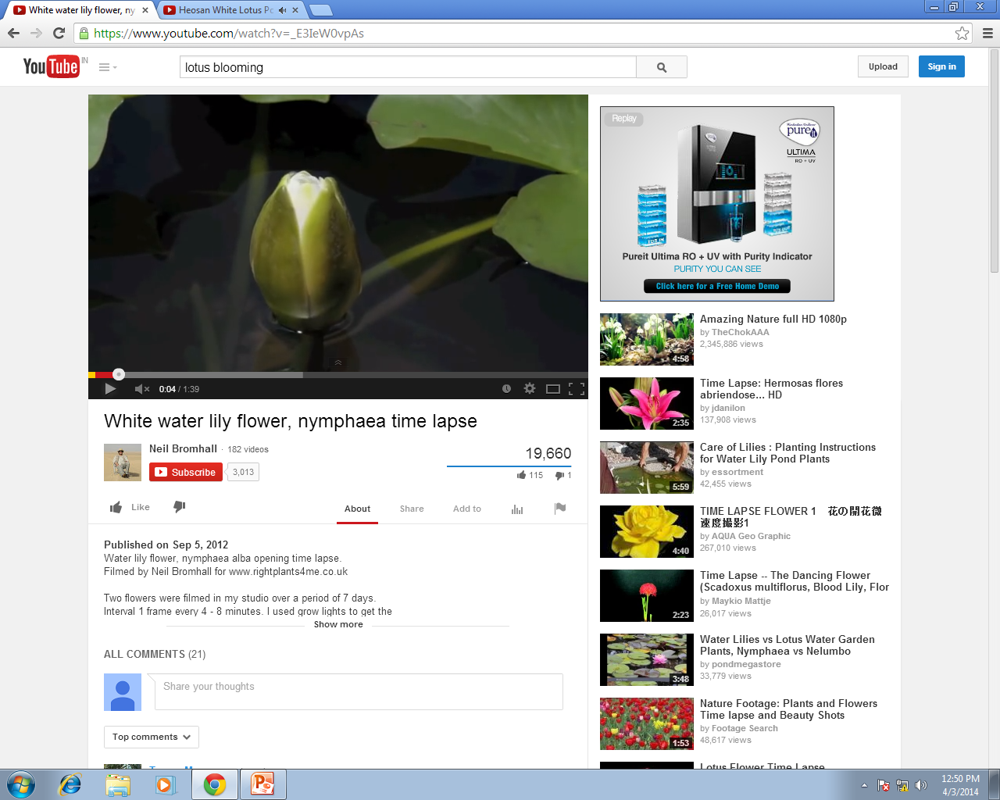 White water lily flower, ny
Heosan White Lotus Po
https://www.youtube.com/watch?v=_E3IeW0vpAs
YouTube IN
lotus blooming
Upload
Sign in
Replay
pureit
ULTIMA
RO + UV
Pureit Ultima RO + UV with Purity Indicator
PURITY YOU CAN SEE
Click here for a Free Home Demo
0:04 / 1:39
White water lily flower, nymphaea time lapse
Neil Bromhall · 182 videos
Subscribe 3,013
19,660
115 1
Like
About
Share
Add to
Published on Sep 5, 2012
Water lily flower, nymphaea alba opening time lapse.
Filmed by Neil Bromhall for www.rightplants4me.co.uk
Two flowers were filmed in my studio over a period of 7 days.
Interval 1 frame every 4 - 8 minutes. I used grow lights to get the
Show more
ALL COMMENTS (21)
Share your thoughts
Top comments
Amazing Nature full HD 1080p
by TheChokAAA
2,345,886 views
4:58
Time Lapse: Hermosas flores
abriendose... HD
by jdanilon
137,908 views
2:35
Care of Lilies : Planting Instructions
for Water Lily Pond Plants
by essortment
42,455 views
5:59
TIME LAPSE FLOWER 1 花の開花微
速度撮影1
by AQUA Geo Graphic
267,010 views
4:40
Time Lapse -- The Dancing Flower
(Scadoxus multiflorus, Blood Lily, Flor
by Maykio Mattje
26,017 views
2:23
Water Lilies vs Lotus Water Garden
Plants, Nymphaea vs Nelumbo
by pondmegastore
33,779 views
3:48
Nature Footage: Plants and Flowers
Time lapse and Beauty Shots
by Footage Search
48,617 views
1:53
Lotus Flower Time Lapse
12:50 PM
4/3/2014